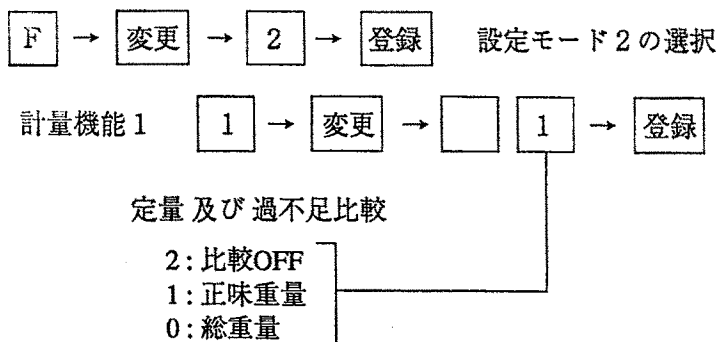 F → 変更 → 2 → 登録 設定モード2の選択
計量機能1 1 → 変更 → 1 → 登録
定量 及び 過不足比較
2:比較OFF
1:正味重量
0:総重量